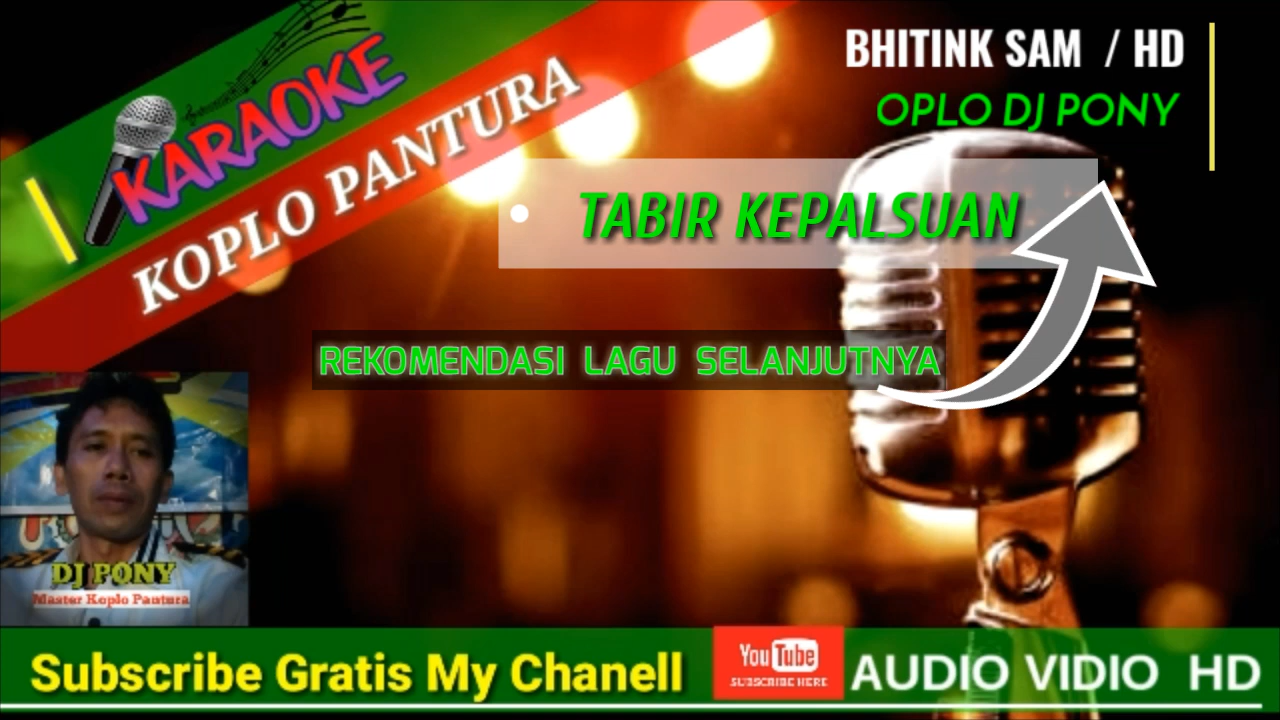 KARAOKE
KOPLO PANTURA
BHITINK SAM / HD
OPLO DJ PONY
TABIR KEPALSUAN
REKOMENDASI LAGU SELANJUTNYA
DJ PONY
Master Koplo Pantura
Subscribe Gratis My Chanell
YouTube
SUBSCRIBE HERE
AUDIO VIDIO HD